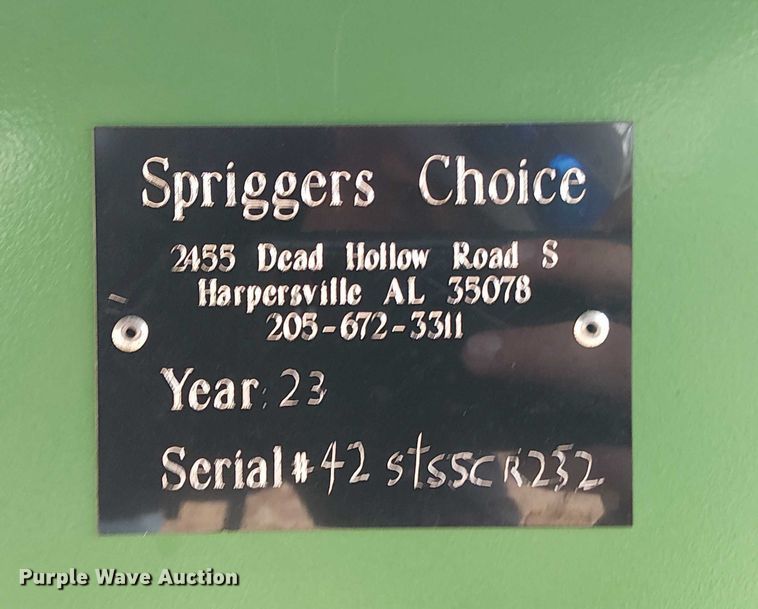 Spriggers Choice
2455 Dead Hollow Road S
Harpersville AL 35078
205-672-3311
Year: 23
Serial# 42 StSSCR232
Purple Wave Auction